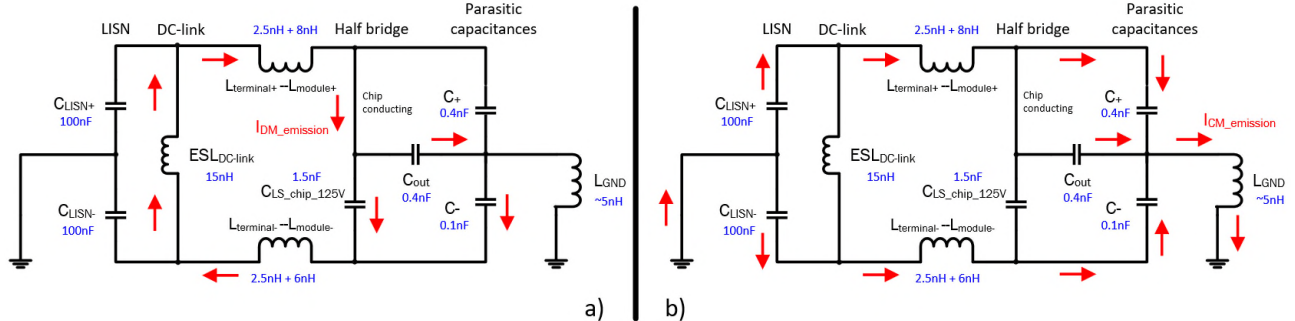 LISN
DC-link
2.5nH + 8nH
Half bridge
Parasitic
capacitances
Lterminal+ --Lmodule+
CLISN+
100nF
Chip
conducting
C+
0.4nF
IDM_emission
ESLDC-link
15nH
1.5nF
CLS_chip_125V
Cout
0.4nF
LGND
~5nH
CLISN-
100nF
C-
0.1nF
Lterminal- --Lmodule-
2.5nH + 6nH
a)
LISN
DC-link
2.5nH + 8nH
Half bridge
Parasitic
capacitances
Lterminal+ --Lmodule+
CLISN+
100nF
Chip
conducting
C+
0.4nF
ICM_emission
ESLDC-link
15nH
1.5nF
CLS_chip_125V
Cout
0.4nF
LGND
~5nH
CLISN-
100nF
C-
0.1nF
Lterminal- --Lmodule-
2.5nH + 6nH
b)